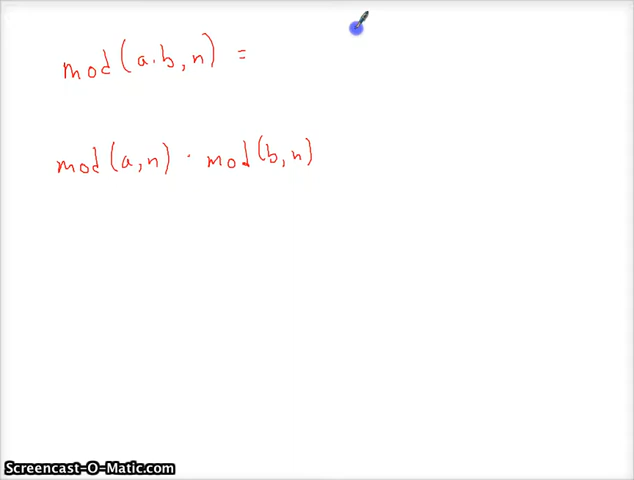 mod(a.b,n) =
mod(a,n) · mod(b,n)
Screencast-O-Matic.com